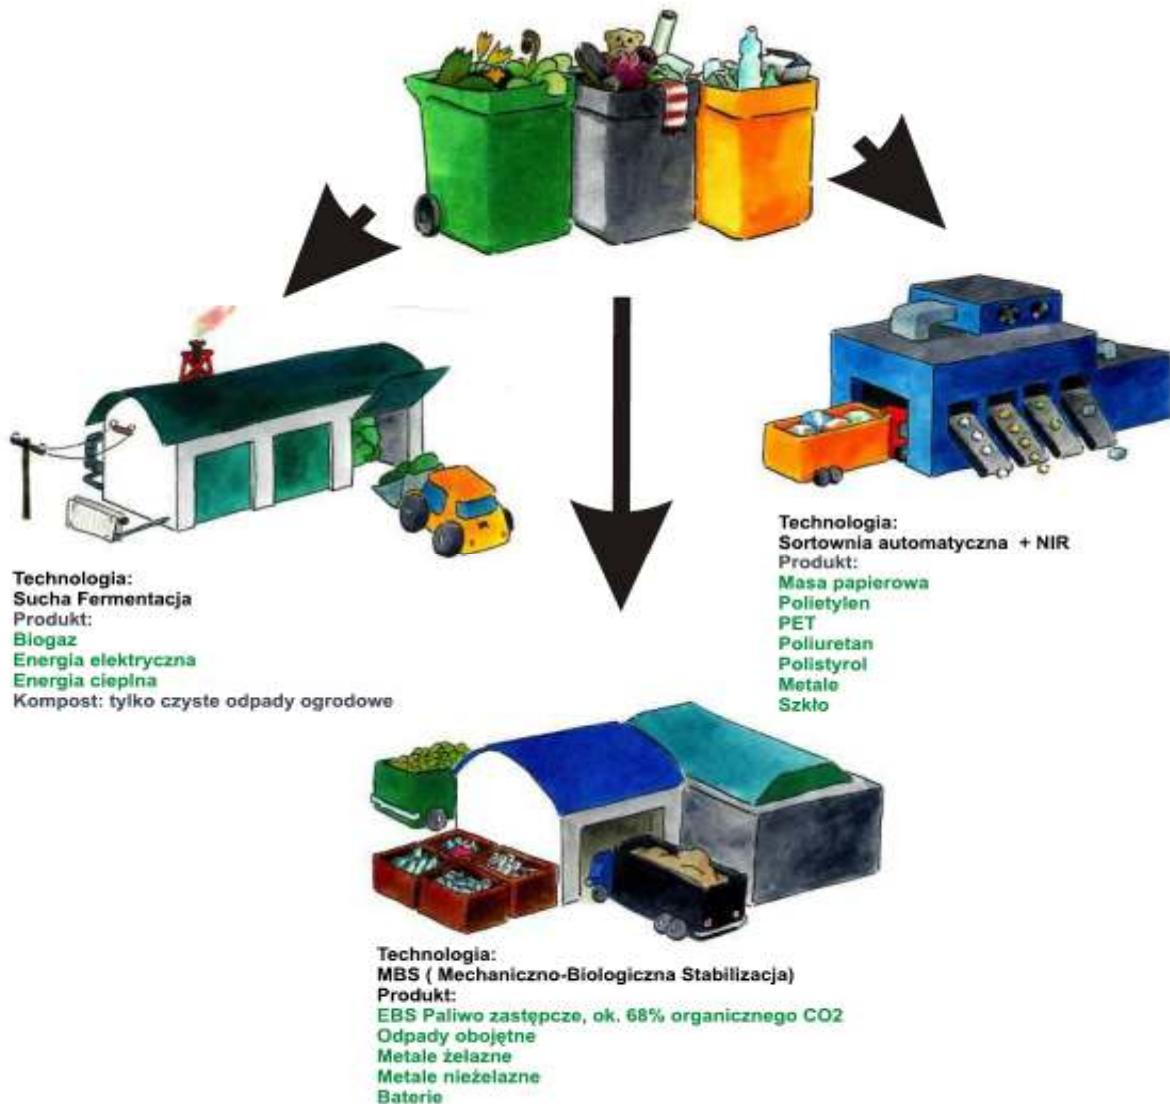 Technologia:
Sucha Fermentacja
Produkt:
Biogaz
Energia elektryczna
Energia cieplna
Kompost: tylko czyste odpady ogrodowe
Technologia:
Sortownia automatyczna + NIR
Produkt:
Masa papierowa
Polietylen
PET
Poliuretan
Polistyrol
Metale
Szkło
Technologia:
MBS ( Mechaniczno-Biologiczna Stabilizacja)
Produkt:
EBS Paliwo zastępcze, ok. 68% organicznego CO2
Odpady obojętne
Metale żelazne
Metale nieżelazne
Baterie